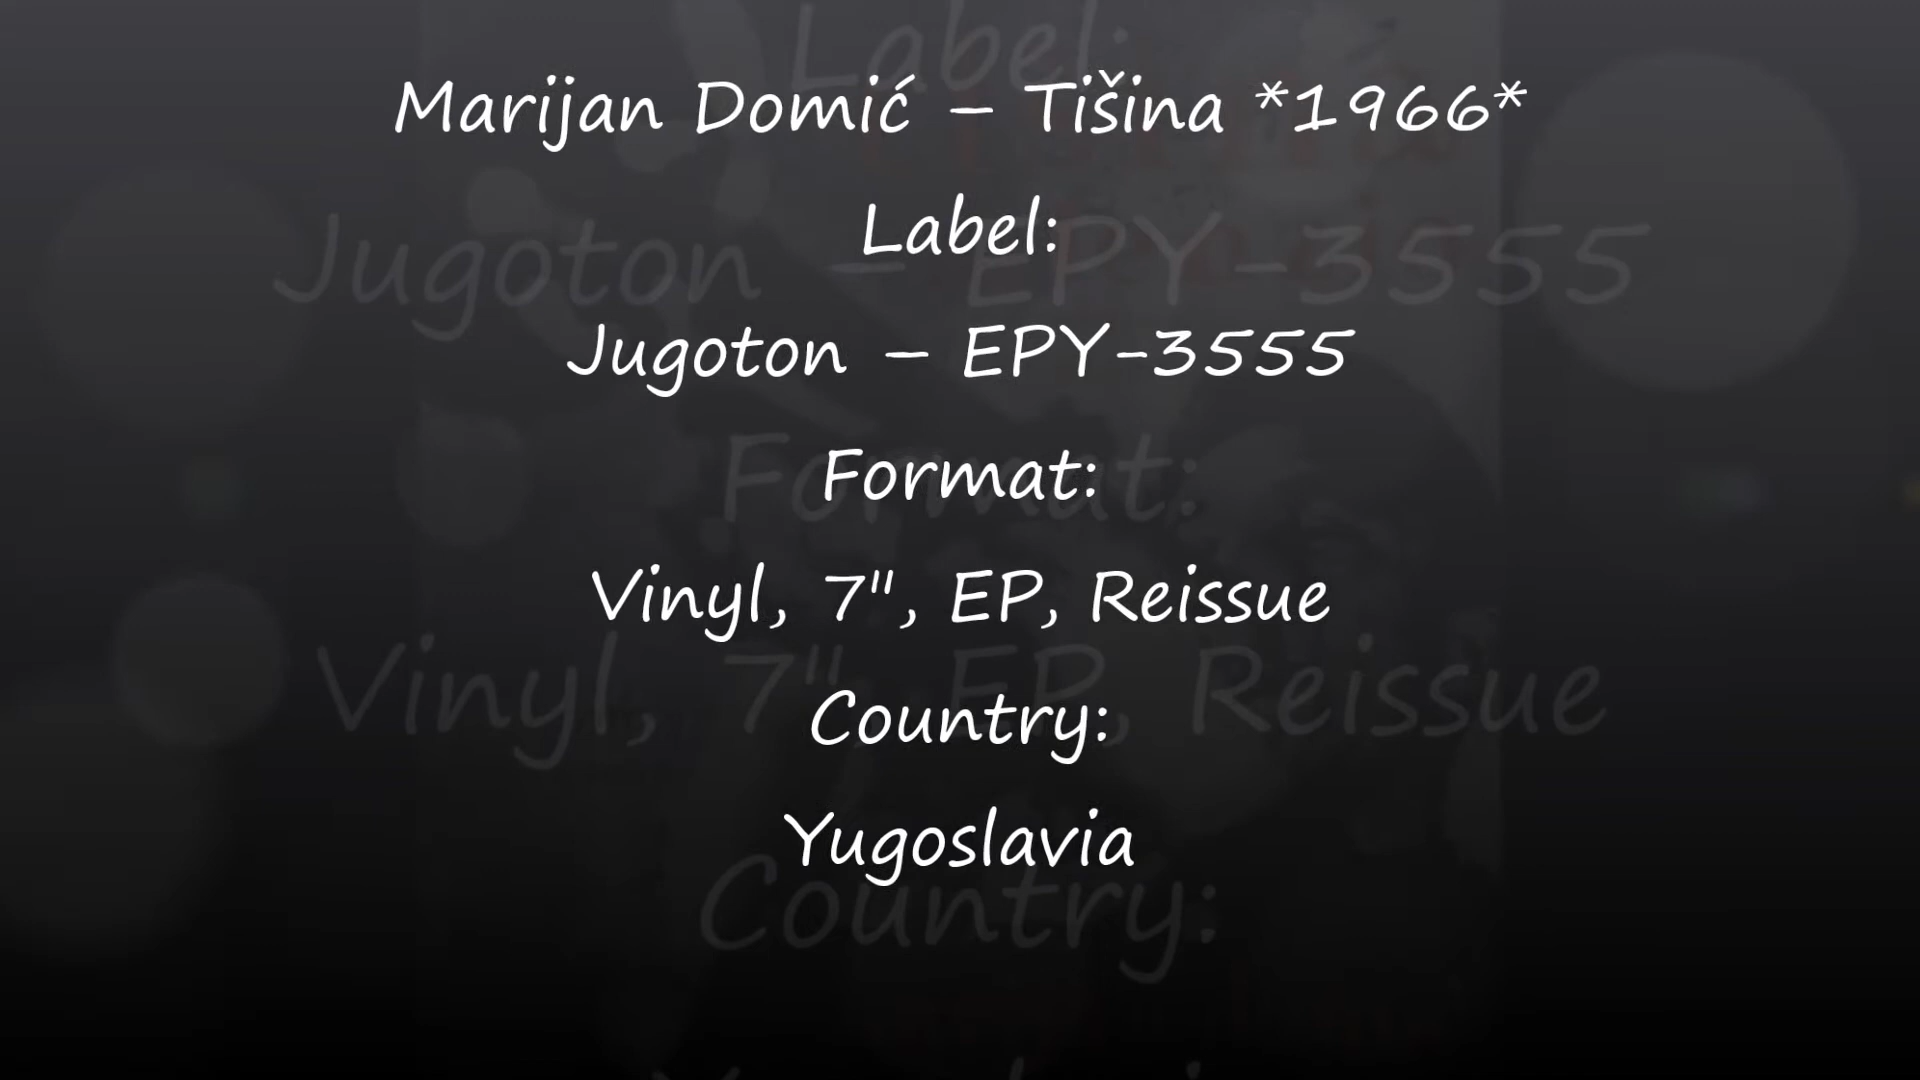 Marijan Domić – Tišina *1966*
Label:
Jugoton – EPY-3555
Format:
Vinyl, 7", EP, Reissue
Country:
Yugoslavia